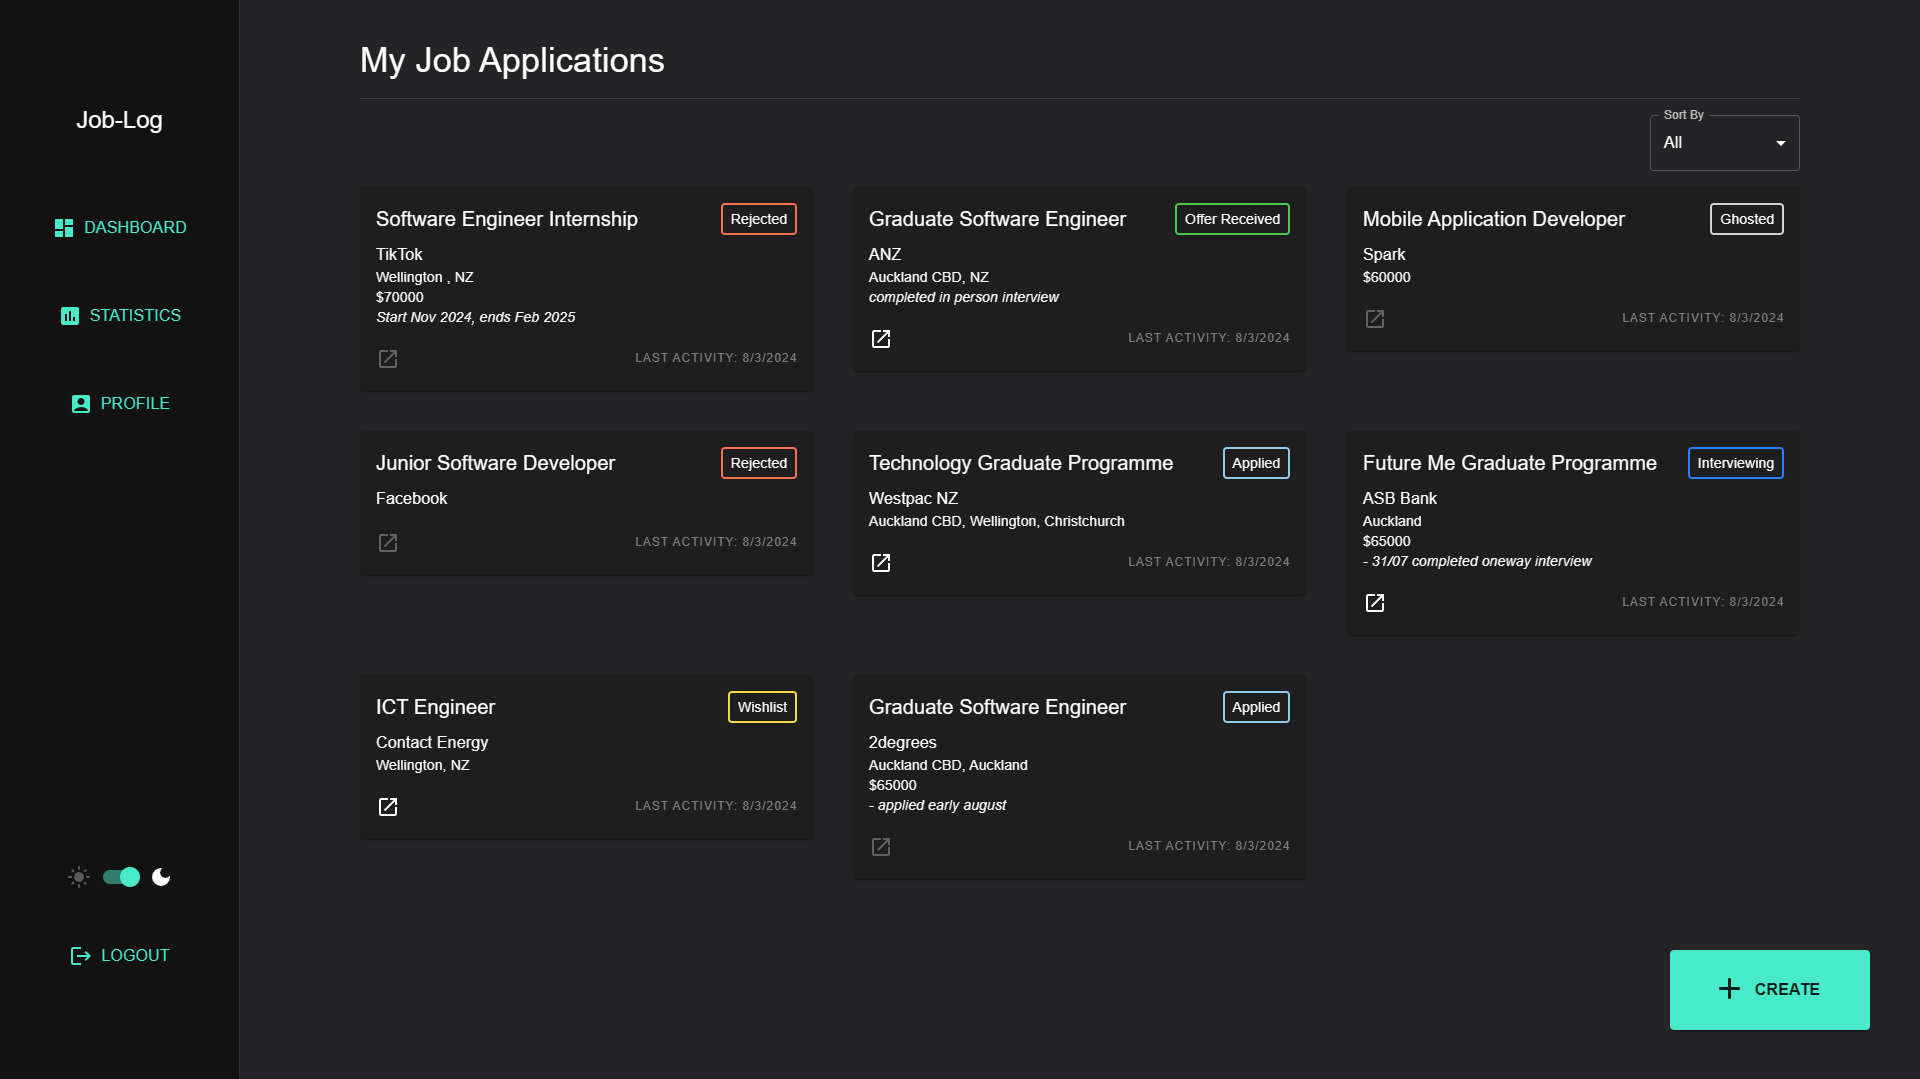 Job-Log
DASHBOARD
STATISTICS
PROFILE
LOGOUT
My Job Applications
Sort By
All
Software Engineer Internship
Rejected
TikTok
Wellington , NZ
$70000
Start Nov 2024, ends Feb 2025
LAST ACTIVITY: 8/3/2024
Graduate Software Engineer
Offer Received
ANZ
Auckland CBD, NZ
completed in person interview
LAST ACTIVITY: 8/3/2024
Mobile Application Developer
Ghosted
Spark
$60000
LAST ACTIVITY: 8/3/2024
Junior Software Developer
Rejected
Facebook
LAST ACTIVITY: 8/3/2024
Technology Graduate Programme
Applied
Westpac NZ
Auckland CBD, Wellington, Christchurch
LAST ACTIVITY: 8/3/2024
Future Me Graduate Programme
Interviewing
ASB Bank
Auckland
$65000
- 31/07 completed oneway interview
LAST ACTIVITY: 8/3/2024
ICT Engineer
Wishlist
Contact Energy
Wellington, NZ
LAST ACTIVITY: 8/3/2024
Graduate Software Engineer
Applied
2degrees
Auckland CBD, Auckland
$65000
- applied early august
LAST ACTIVITY: 8/3/2024
CREATE